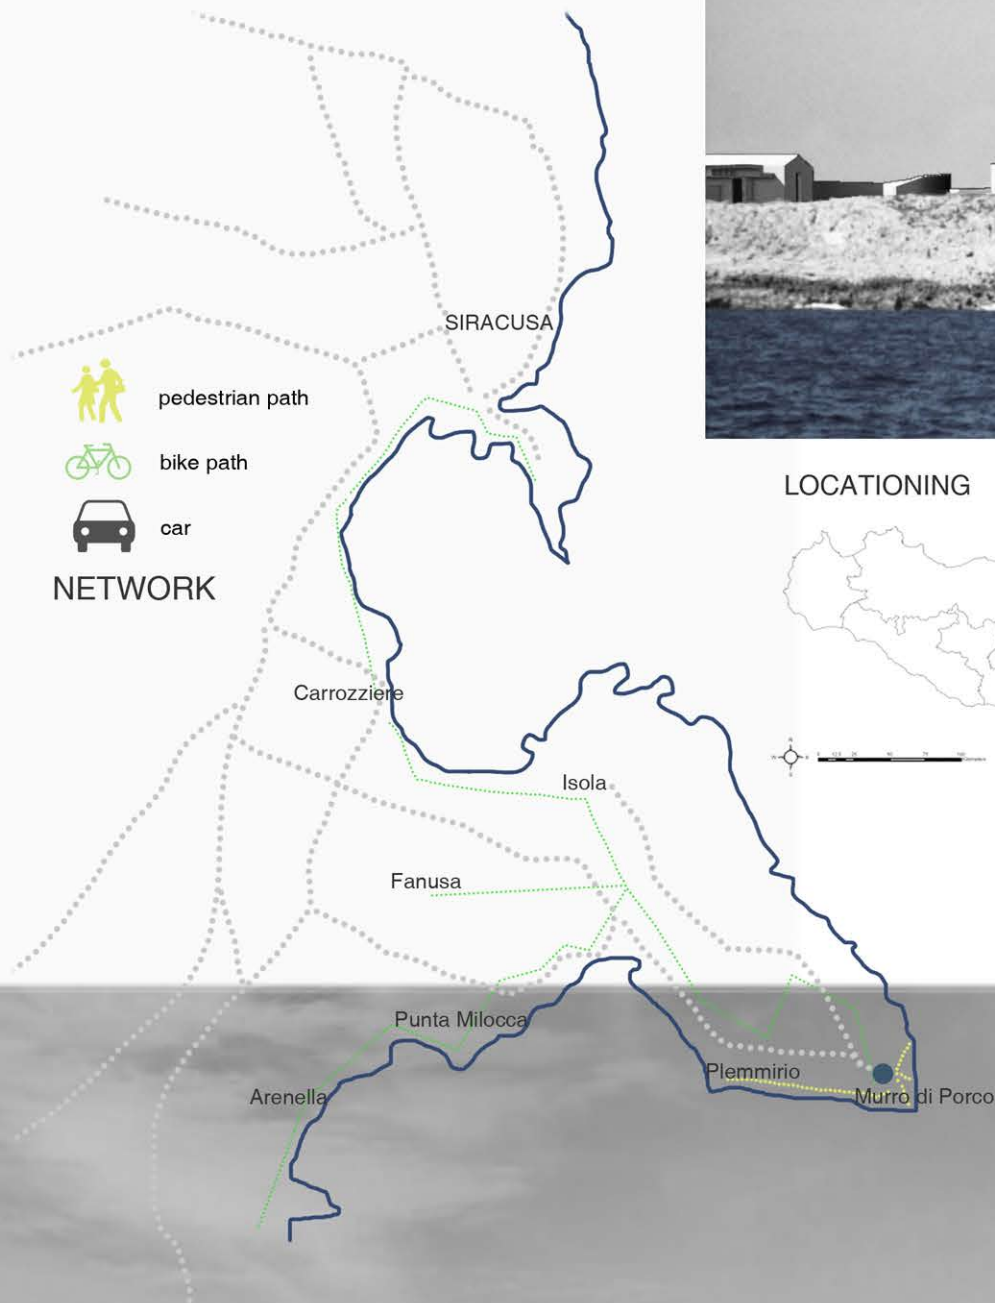 SIRACUSA
pedestrian path
bike path
car
NETWORK
LOCATIONING
Carrozziere
Isola
Fanusa
Punta Milocca
Plemmirio
Arenella
Murro di Porco